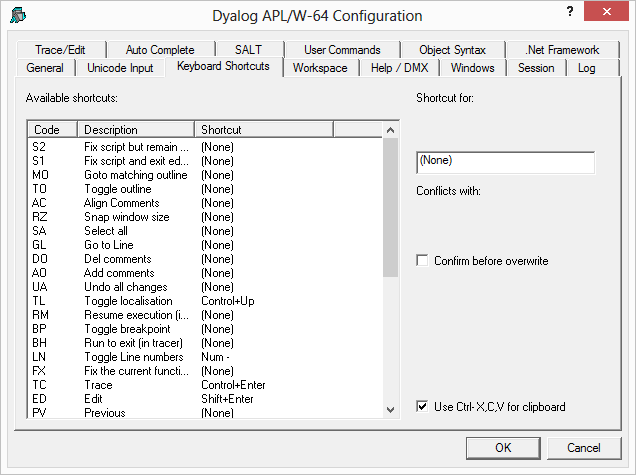 Dyalog APL/W-64 Configuration ? X
Trace/Edit Auto Complete SALT User Commands Object Syntax .Net Framework
General Unicode Input Keyboard Shortcuts Workspace Help / DMX Windows Session Log
Available shortcuts:
Code Description Shortcut
S2 Fix script but remain ... (None)
S1 Fix script and exit ed... (None)
MO Goto matching outline (None)
TO Toggle outline (None)
AC Align Comments (None)
RZ Snap window size (None)
SA Select all (None)
GL Go to Line (None)
DO Del comments (None)
AO Add comments (None)
UA Undo all changes (None)
TL Toggle localisation Control+Up
RM Resume execution (i... (None)
BP Toggle breakpoint (None)
BH Run to exit (in tracer) (None)
LN Toggle Line numbers Num -
FX Fix the current functi... (None)
TC Trace Control+Enter
ED Edit Shift+Enter
PV Previous (None)
Shortcut for:
(None)
Conflicts with:
Confirm before overwrite
Use Ctrl- X,C,V for clipboard
OK Cancel